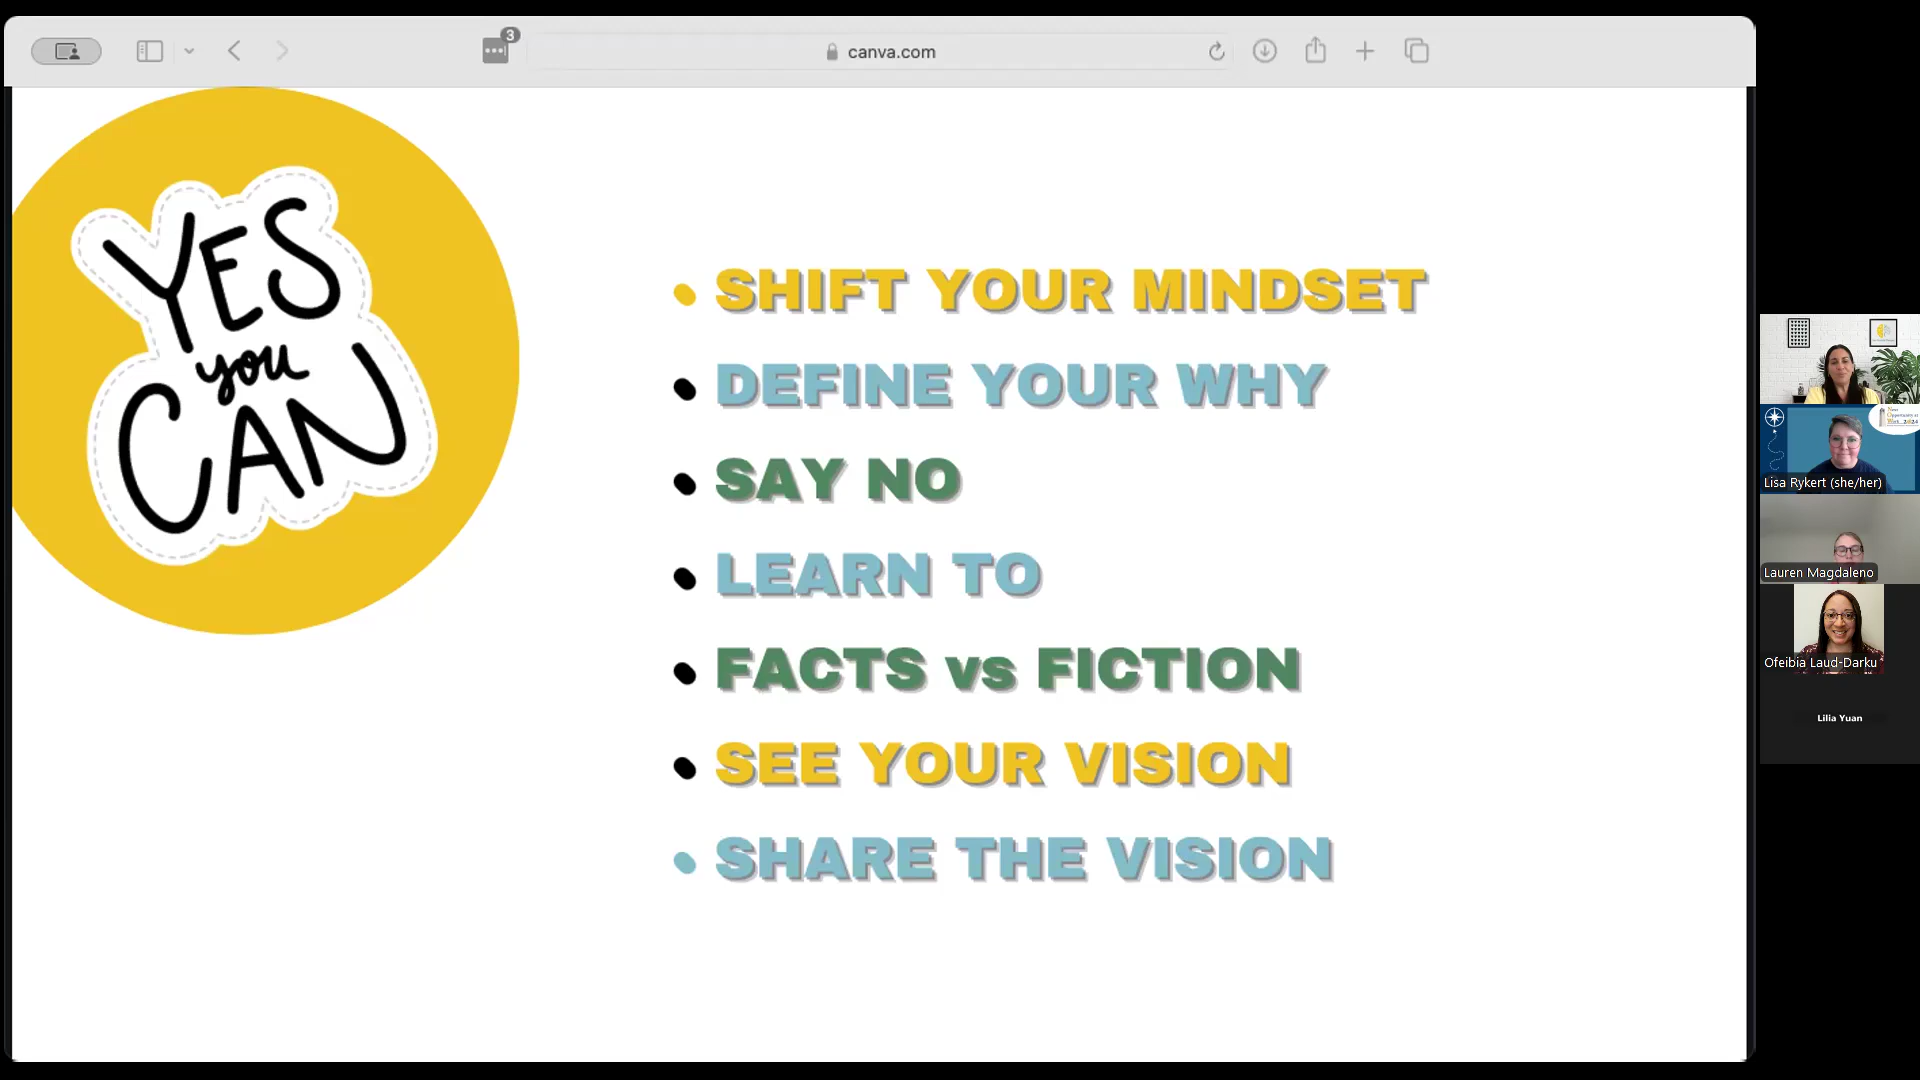 3
canva.com
YES
you
CAN
• SHIFT YOUR MINDSET
• DEFINE YOUR WHY
• SAY NO
• LEARN TO
• FACTS vs FICTION
• SEE YOUR VISION
• SHARE THE VISION
Lisa Rykert (she/her)
Lauren Magdaleno
Ofeibia Laud-Darku
Lilia Yuan